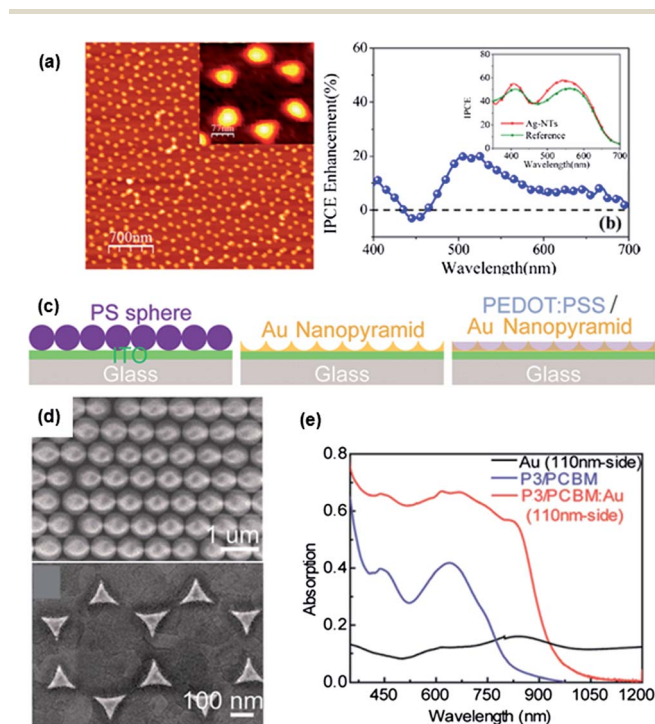 (a)
77nm
700nm
IPCE Enhancement(%)
60
40
20
0
400
500
600
700
Wavelength(nm)
(b)
IPCE
80
60
40
20
0
400
500
600
700
Wavelength(nm)
Ag-NTs
Reference
(c)
PS sphere
ITO
Glass
Au Nanopyramid
Glass
PEDOT:PSS /
Au Nanopyramid
Glass
(d)
1 um
100 nm
(e)
Absorption
0.8
0.6
0.4
0.2
0.0
450
600
750
900
1050
1200
Wavelength (nm)
Au (110nm-side)
P3/PCBM
P3/PCBM:Au
(110nm-side)